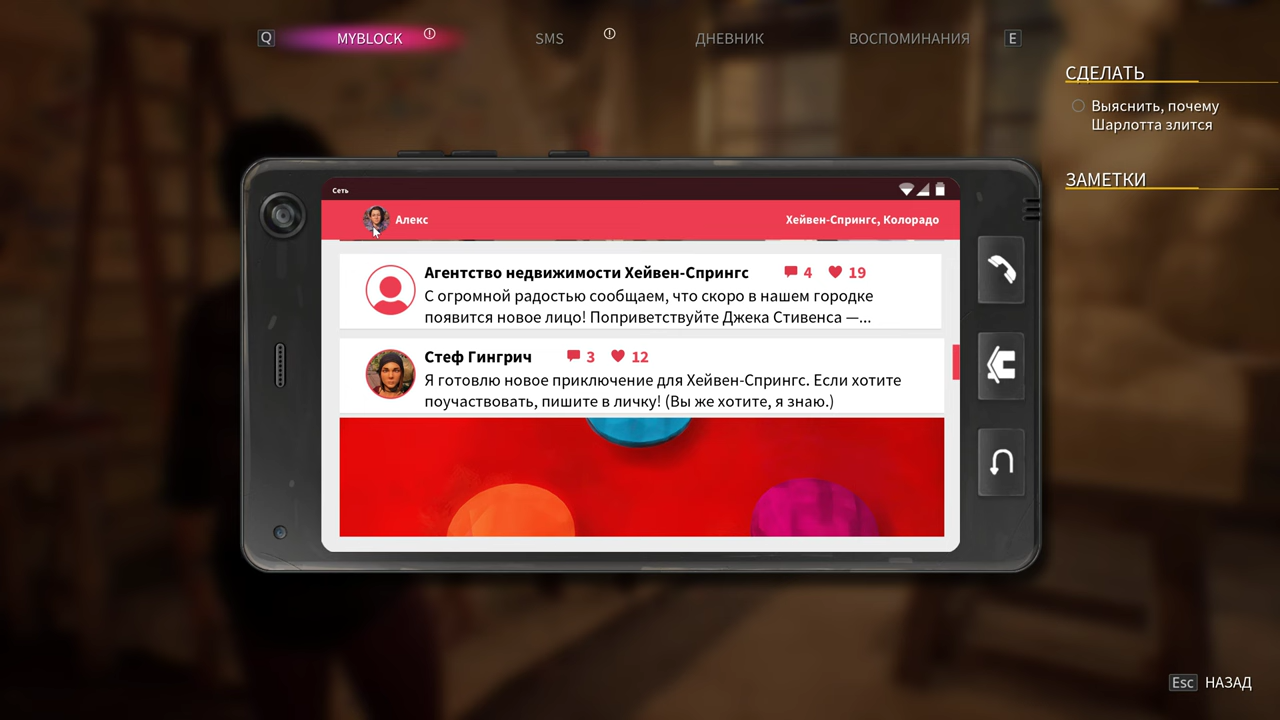 Q MYBLOCK SMS ДНЕВНИК ВОСПОМИНАНИЯ E
СДЕЛАТЬ
Выяснить, почему
Шарлотта злится
ЗАМЕТКИ
Сеть
Алекс Хейвен-Спрингс, Колорадо
Агентство недвижимости Хейвен-Спрингс 4 19
С огромной радостью сообщаем, что скоро в нашем городке
появится новое лицо! Поприветствуйте Джека Стивенса —...
Стеф Гингрич 3 12
Я готовлю новое приключение для Хейвен-Спрингс. Если хотите
поучаствовать, пишите в личку! (Вы же хотите, я знаю.)
Esc НАЗАД